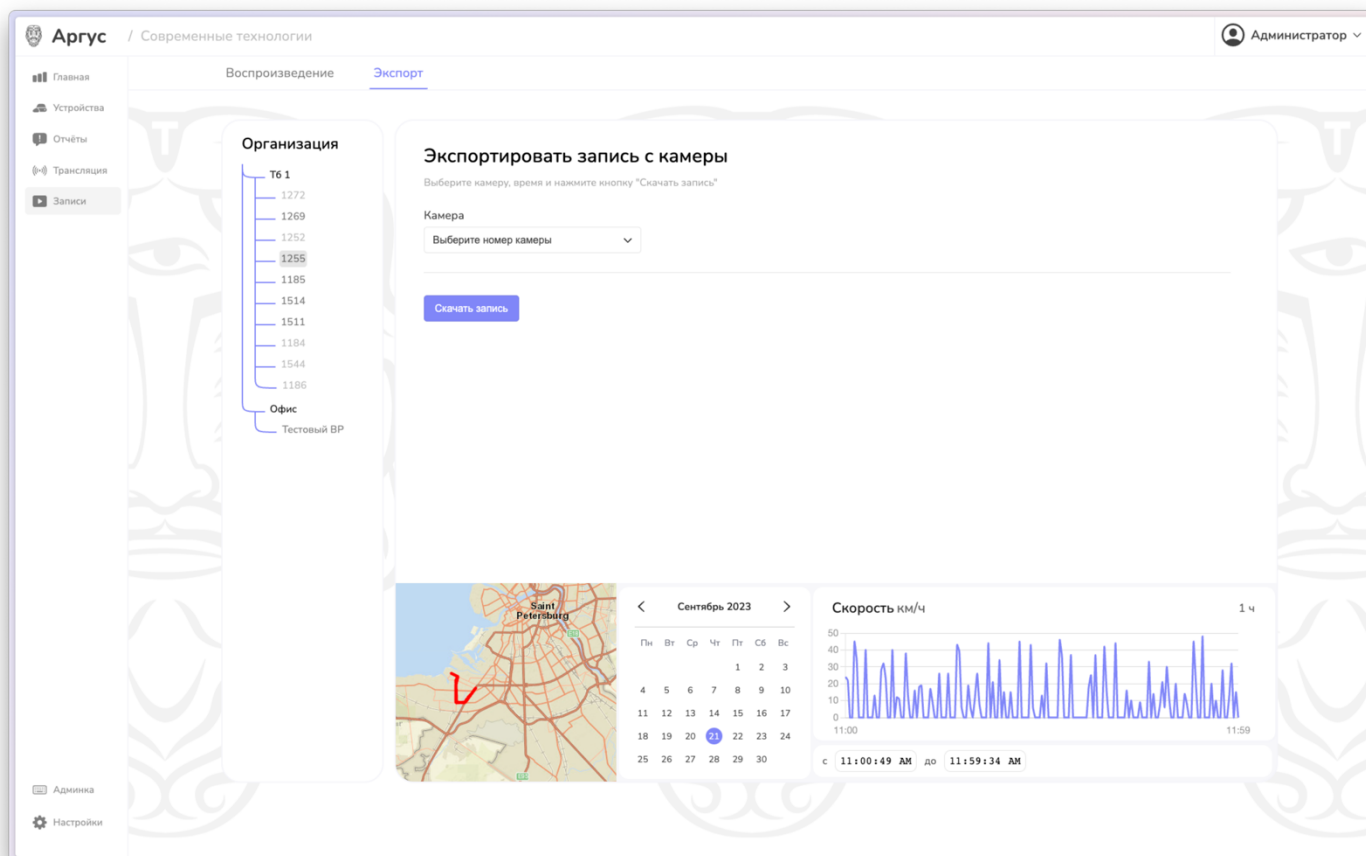 Аргус / Современные технологии
Администратор
Главная
Устройства
Отчёты
Трансляция
Записи
Админка
Настройки
Воспроизведение Экспорт
Организация
Тб 1
1272
1269
1252
1255
1185
1514
1511
1184
1544
1186
Офис
Тестовый ВР
Экспортировать запись с камеры
Выберите камеру, время и нажмите кнопку "Скачать запись"
Камера
Выберите номер камеры
Скачать запись
Saint
Petersburg
Сентябрь 2023
Пн Вт Ср Чт Пт Сб Вс
1 2 3
4 5 6 7 8 9 10
11 12 13 14 15 16 17
18 19 20 21 22 23 24
25 26 27 28 29 30
Скорость км/ч 1 ч
50
40
30
20
10
0
11:00 11:59
с 11:00:49 AM до 11:59:34 AM